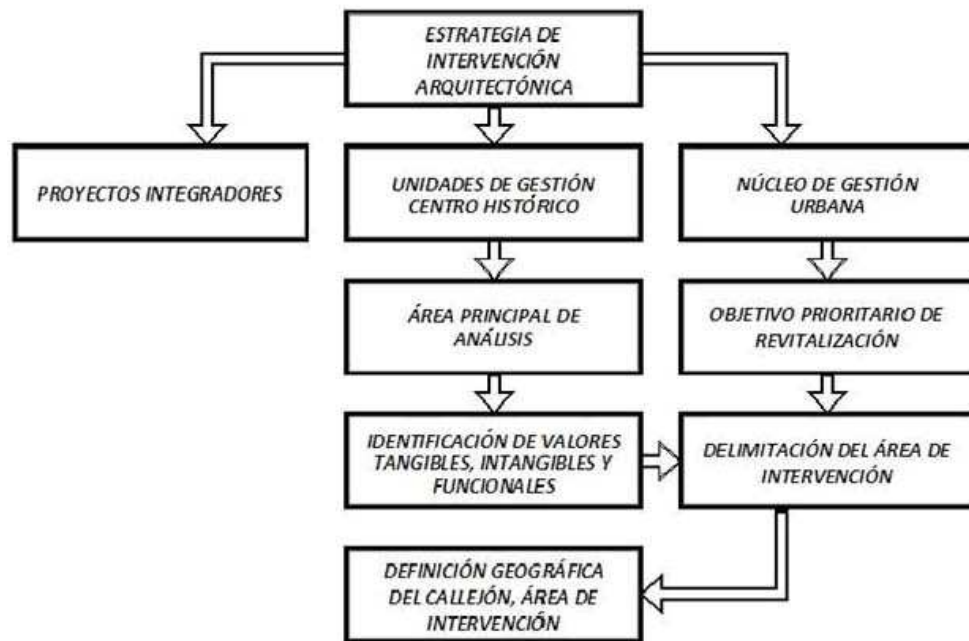 ESTRATEGIA DE
INTERVENCIÓN
ARQUITECTÓNICA
PROYECTOS INTEGRADORES
UNIDADES DE GESTIÓN
CENTRO HISTÓRICO
NÚCLEO DE GESTIÓN
URBANA
ÁREA PRINCIPAL DE
ANÁLISIS
OBJETIVO PRIORITARIO DE
REVITALIZACIÓN
IDENTIFICACIÓN DE VALORES
TANGIBLES, INTANGIBLES Y
FUNCIONALES
DELIMITACIÓN DEL ÁREA DE
INTERVENCIÓN
DEFINICIÓN GEOGRÁFICA
DEL CALLEJÓN, ÁREA DE
INTERVENCIÓN